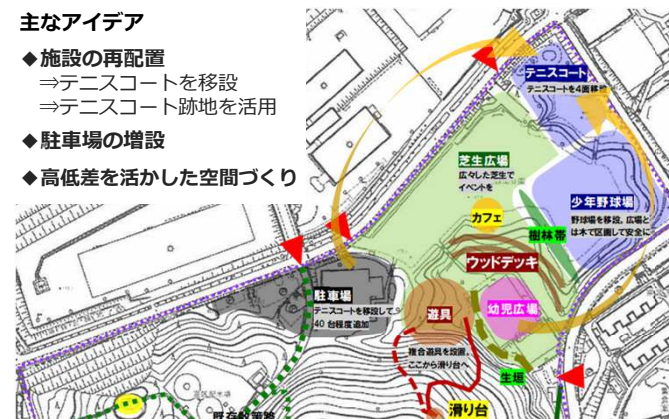 主なアイデア
◆施設の再配置
⇒テニスコートを移設
⇒テニスコート跡地を活用
◆駐車場の増設
◆高低差を活かした空間づくり
テニスコート
テニスコートを4面移設
芝生広場
広々した芝生で
イベントを
カフェ
少年野球場
野球場を移設。広場と
は木で区画して安全に
樹林帯
ウッドデッキ
駐車場
テニスコートを移設して
40台程度追加
遊具
幼児広場
複合遊具を設置。
ここから滑り台へ
生垣
滑り台
既存散策路